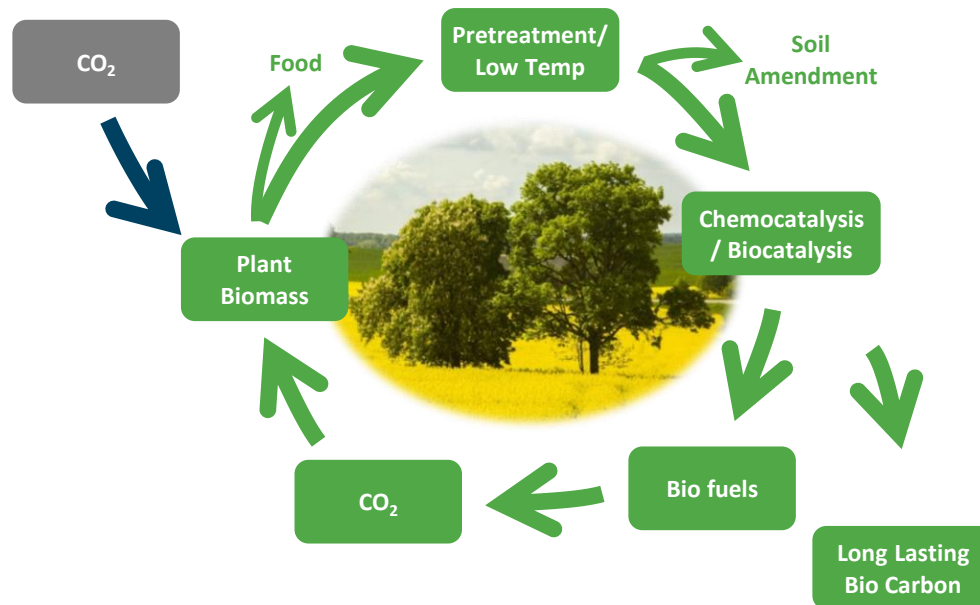 CO₂
Food
Pretreatment/
Low Temp
Soil
Amendment
Chemocatalysis
/ Biocatalysis
Plant
Biomass
Bio fuels
CO₂
Long Lasting
Bio Carbon